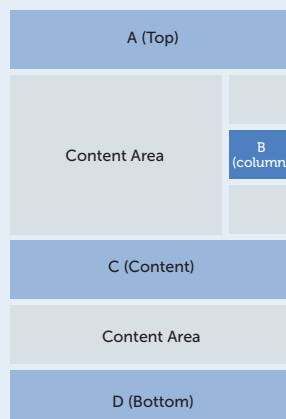 A (Top)
Content Area
B
(column)
C (Content)
Content Area
D (Bottom)